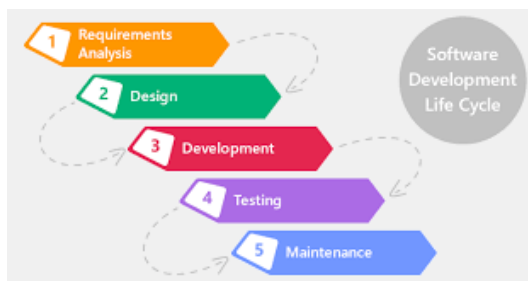 1
Requirements
Analysis
2
Design
3
Development
4
Testing
5
Maintenance
Software
Development
Life Cycle